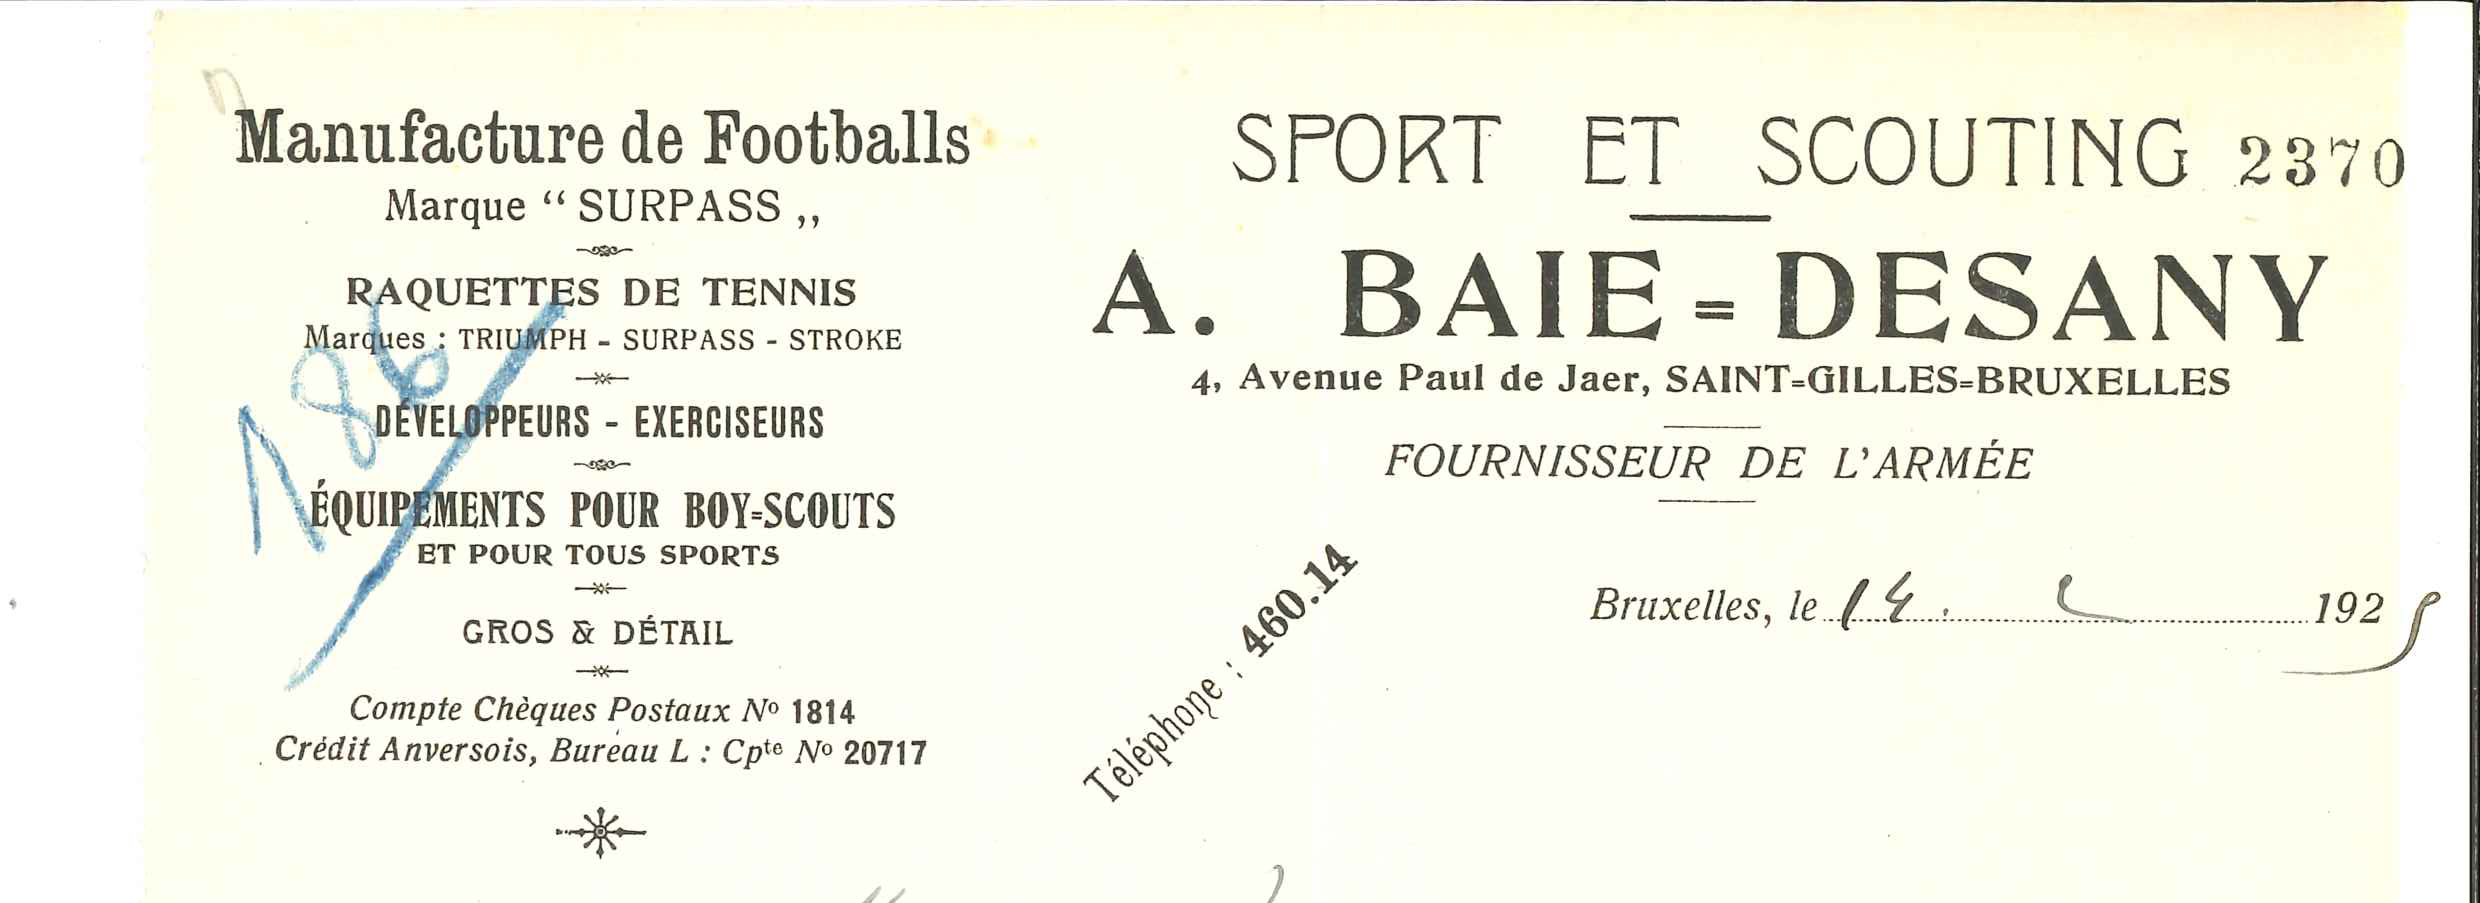 Manufacture de Footballs
Marque “ SURPASS „
RAQUETTES DE TENNIS
Marques : TRIUMPH - SURPASS - STROKE
DÉVELOPPEURS - EXERCISEURS
ÉQUIPEMENTS POUR BOY=SCOUTS
ET POUR TOUS SPORTS
GROS & DÉTAIL
Compte Chèques Postaux Nº 1814
Crédit Anversois, Bureau L : Cpte Nº 20717
186
SPORT ET SCOUTING 2370
A. BAIE=DESANY
4, Avenue Paul de Jaer, SAINT=GILLES=BRUXELLES
FOURNISSEUR DE L'ARMÉE
Téléphone : 460.14
Bruxelles, le 14. 192